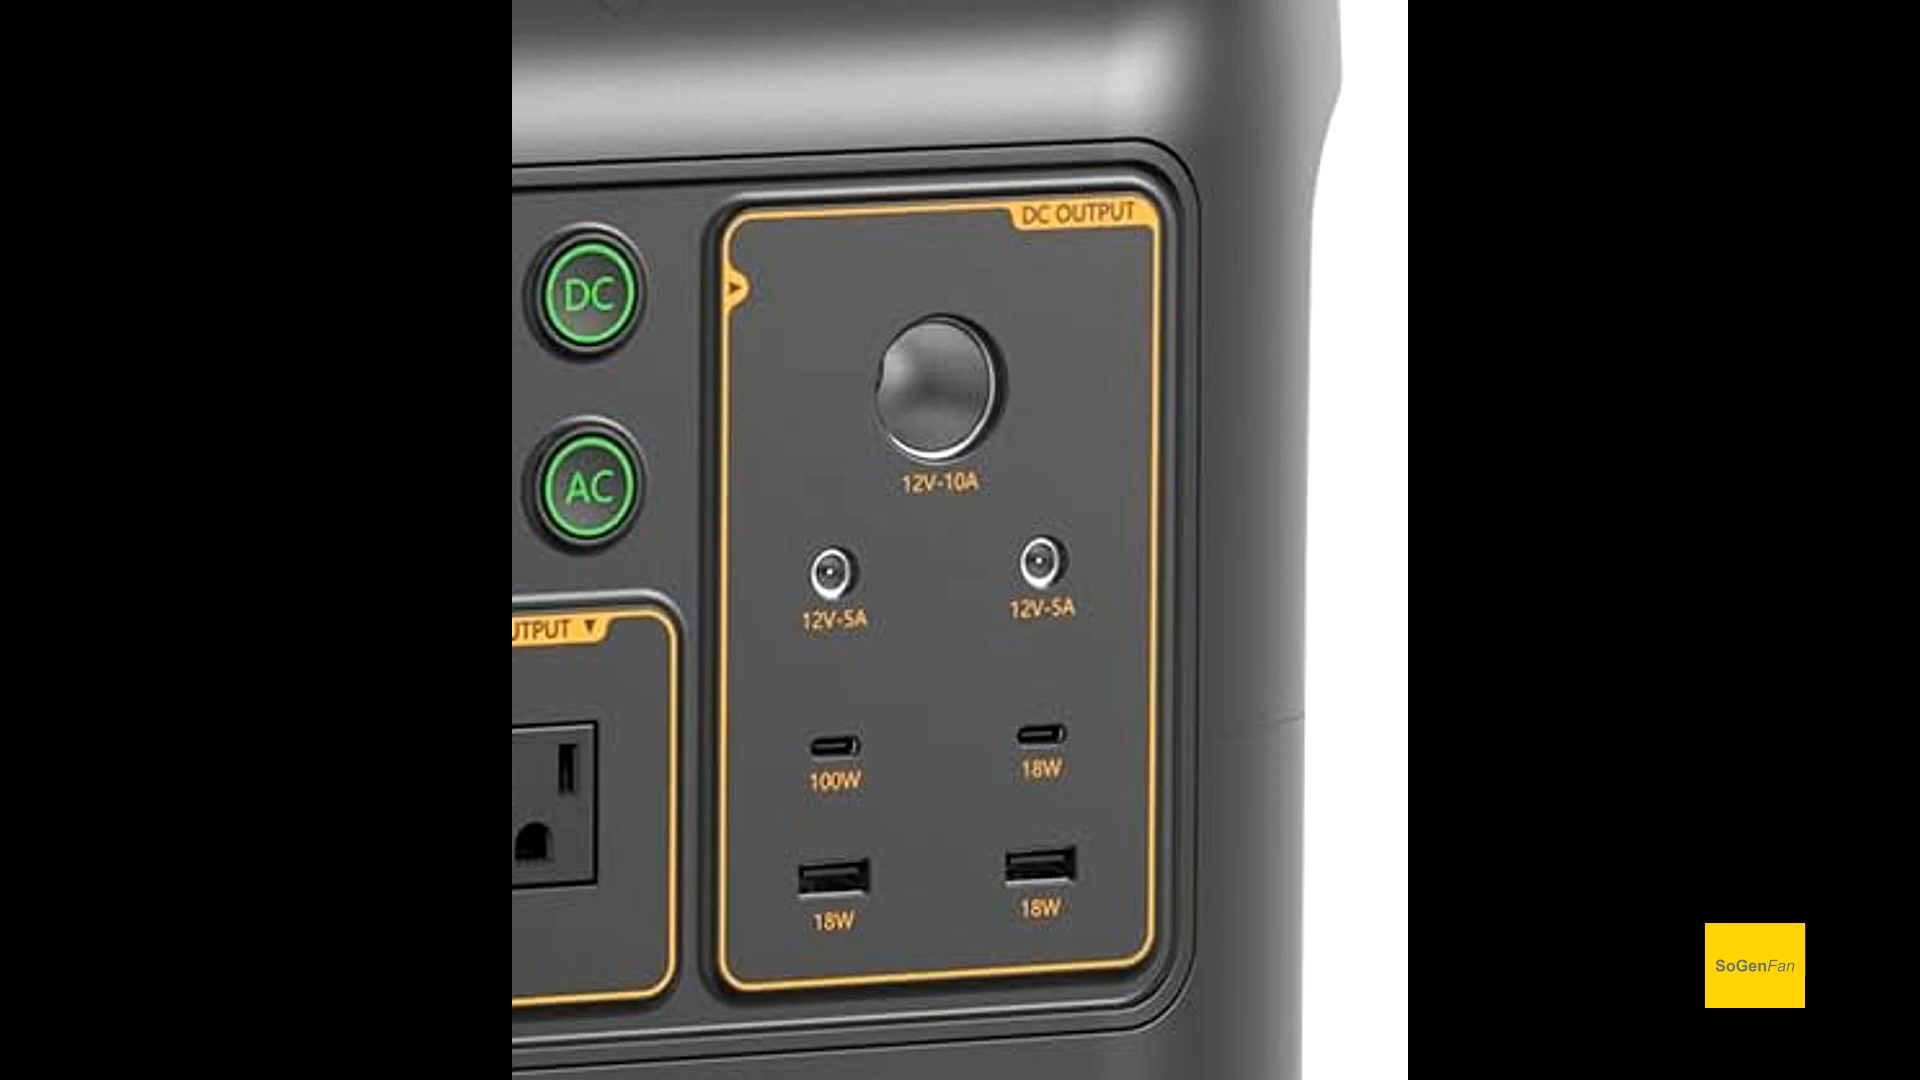 DC OUTPUT
DC
AC
12V-10A
12V-5A
12V-5A
UTPUT ▼
100W
18W
18W
18W
SoGenFan